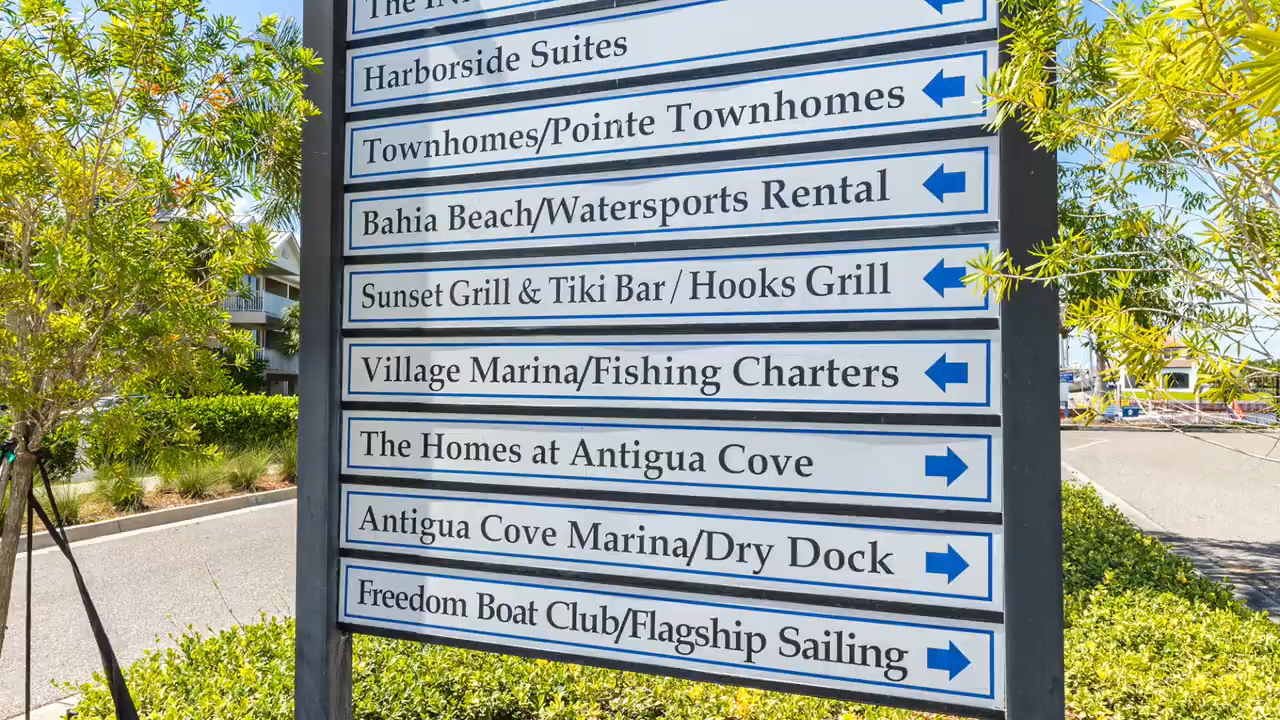 The
Harborside Suites
Townhomes/Pointe Townhomes
Bahia Beach/Watersports Rental
Sunset Grill & Tiki Bar / Hooks Grill
Village Marina/Fishing Charters
The Homes at Antigua Cove
Antigua Cove Marina/Dry Dock
Freedom Boat Club/Flagship Sailing